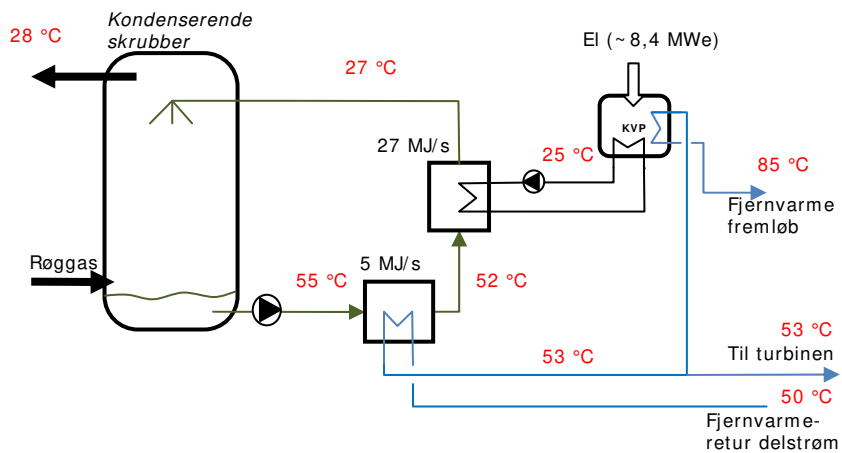 Kondenserende
skrubber
28 °C
El (~8,4 MWe)
27 °C
KVP
27 MJ/s
25 °C
85 °C
Fjernvarme
fremløb
Røggas
5 MJ/s
55 °C
52 °C
53 °C
Til turbinen
53 °C
50 °C
Fjernvarme-
retur delstrøm